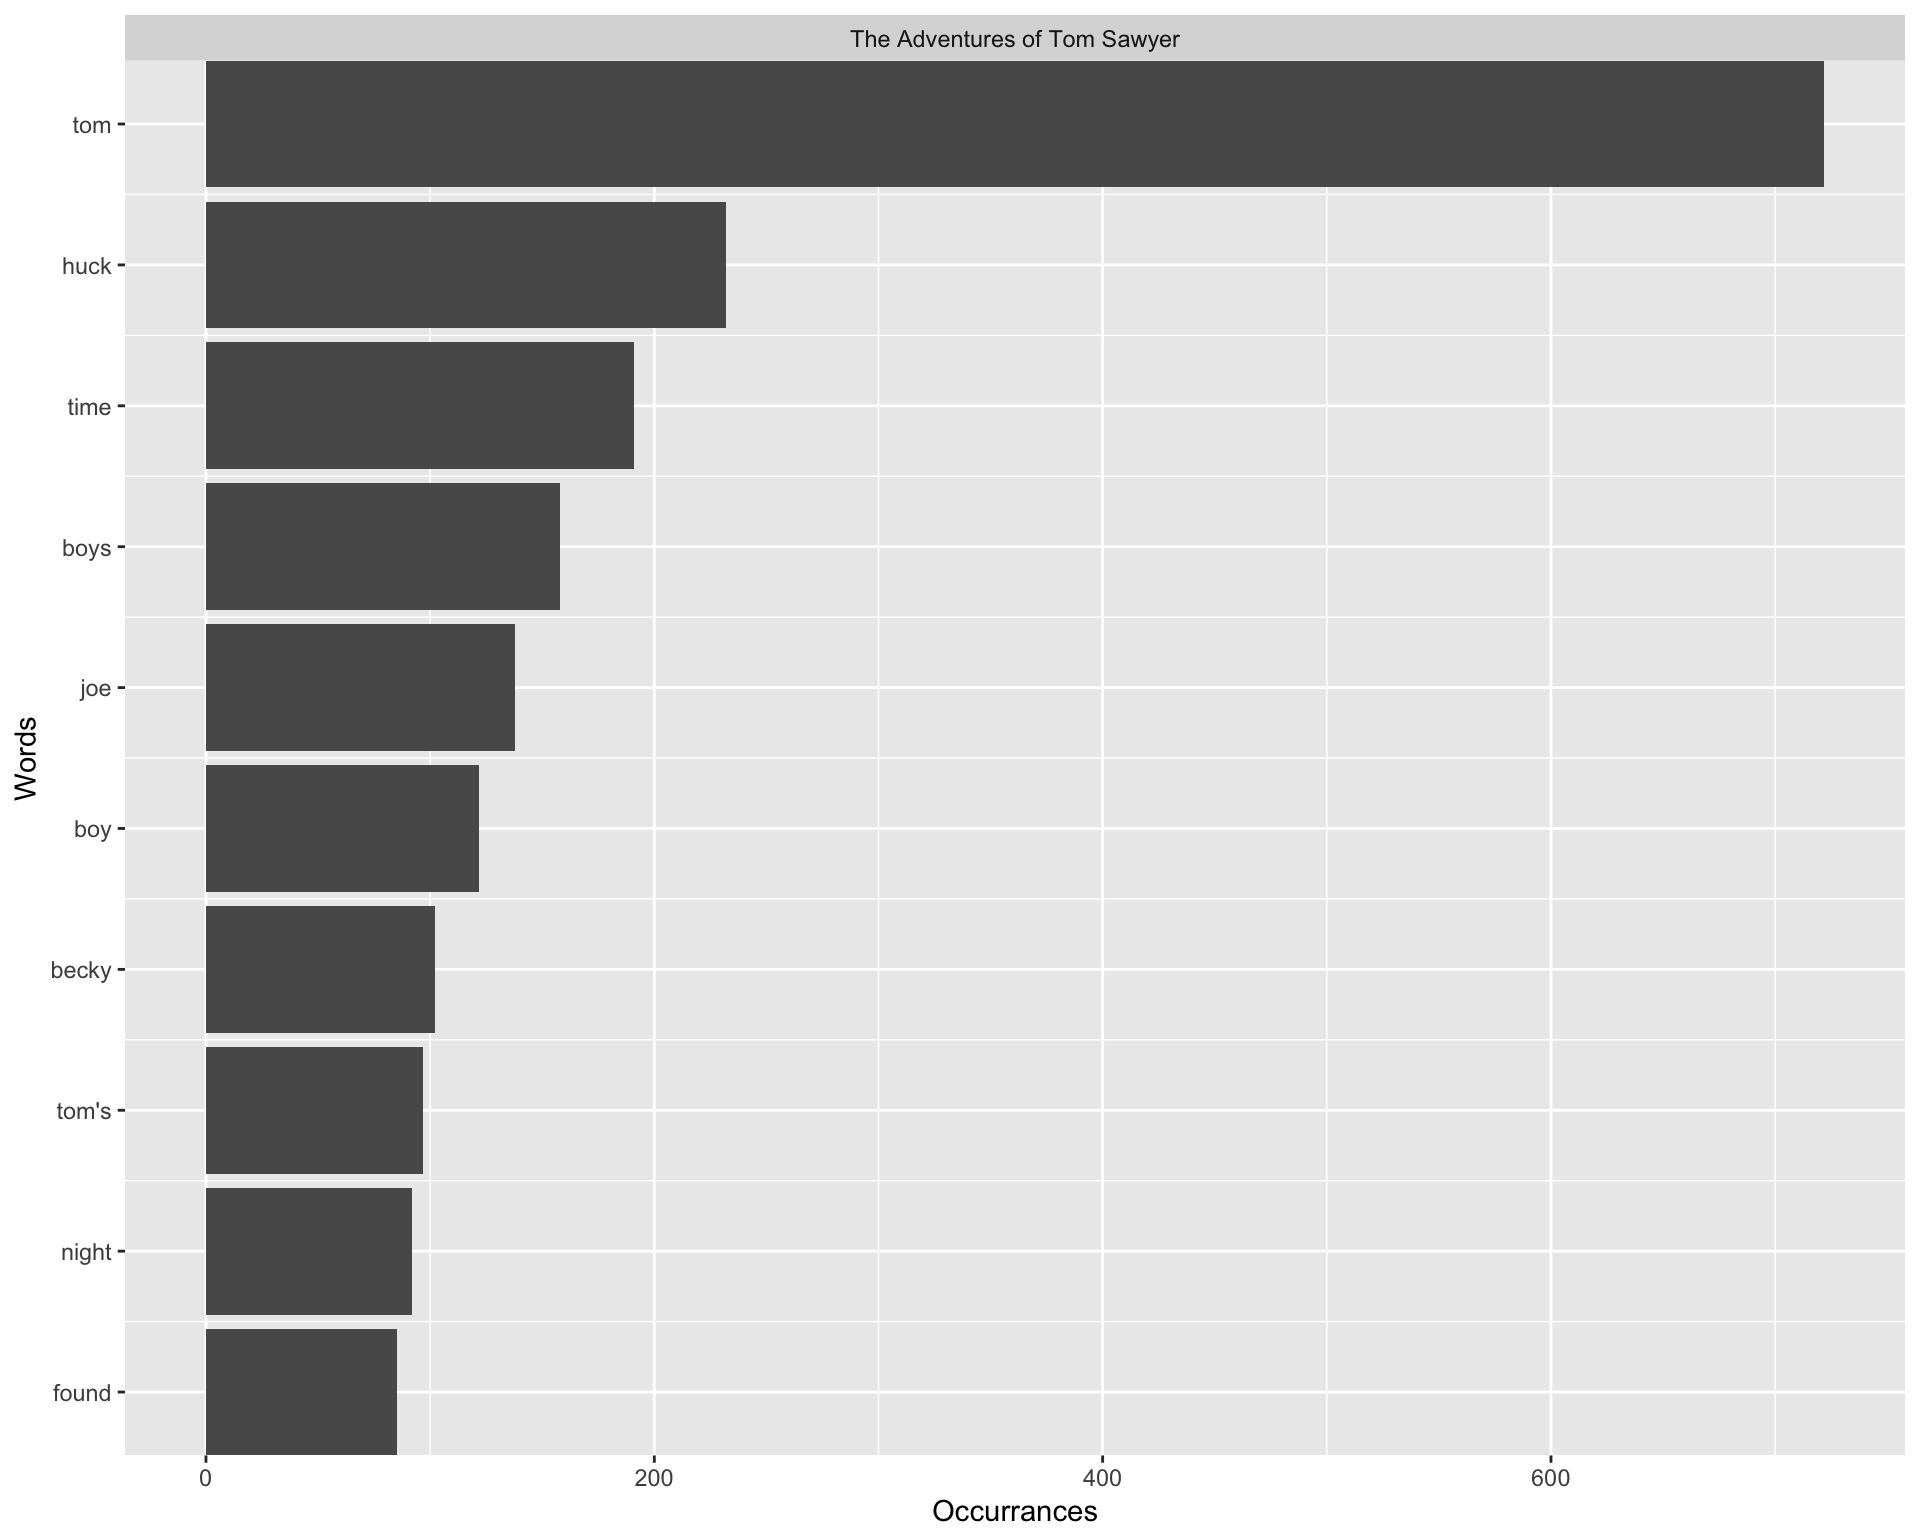 The Adventures of Tom Sawyer
tom
huck
time
boys
joe
boy
becky
tom's
night
found
Words
0 200 400 600
Occurrances